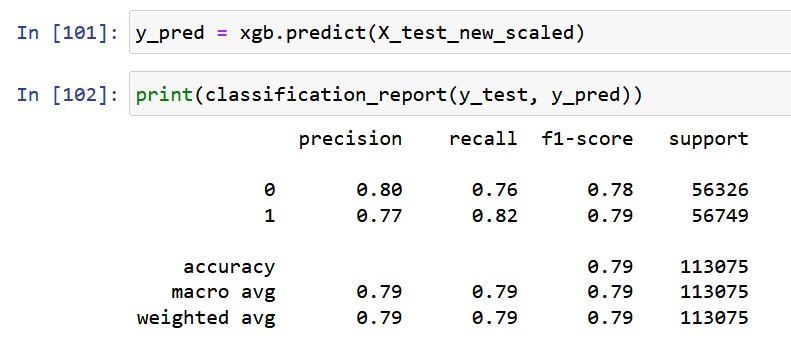 In [101]: y_pred = xgb.predict(X_test_new_scaled)
In [102]: print(classification_report(y_test, y_pred))
precision recall f1-score support
0 0.80 0.76 0.78 56326
1 0.77 0.82 0.79 56749
accuracy 0.79 113075
macro avg 0.79 0.79 0.79 113075
weighted avg 0.79 0.79 0.79 113075